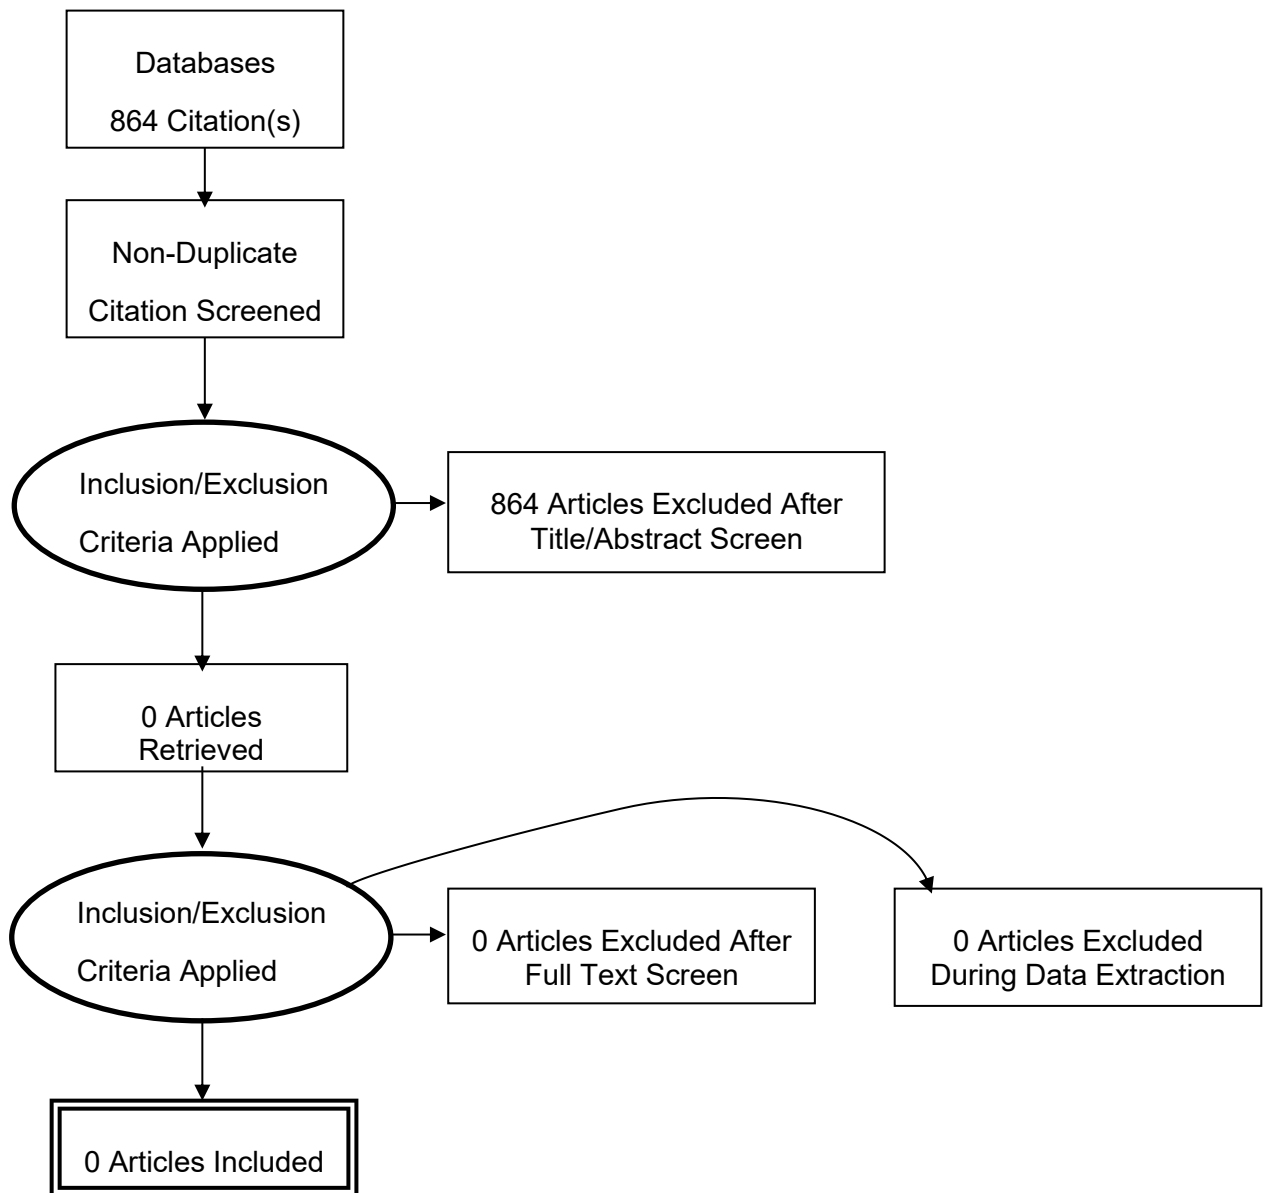 Databases
864 Citation(s)
Non-Duplicate
Citation Screened
Inclusion/Exclusion
Criteria Applied
864 Articles Excluded After
Title/Abstract Screen
0 Articles
Retrieved
Inclusion/Exclusion
Criteria Applied
0 Articles Excluded After
Full Text Screen
0 Articles Excluded
During Data Extraction
0 Articles Included